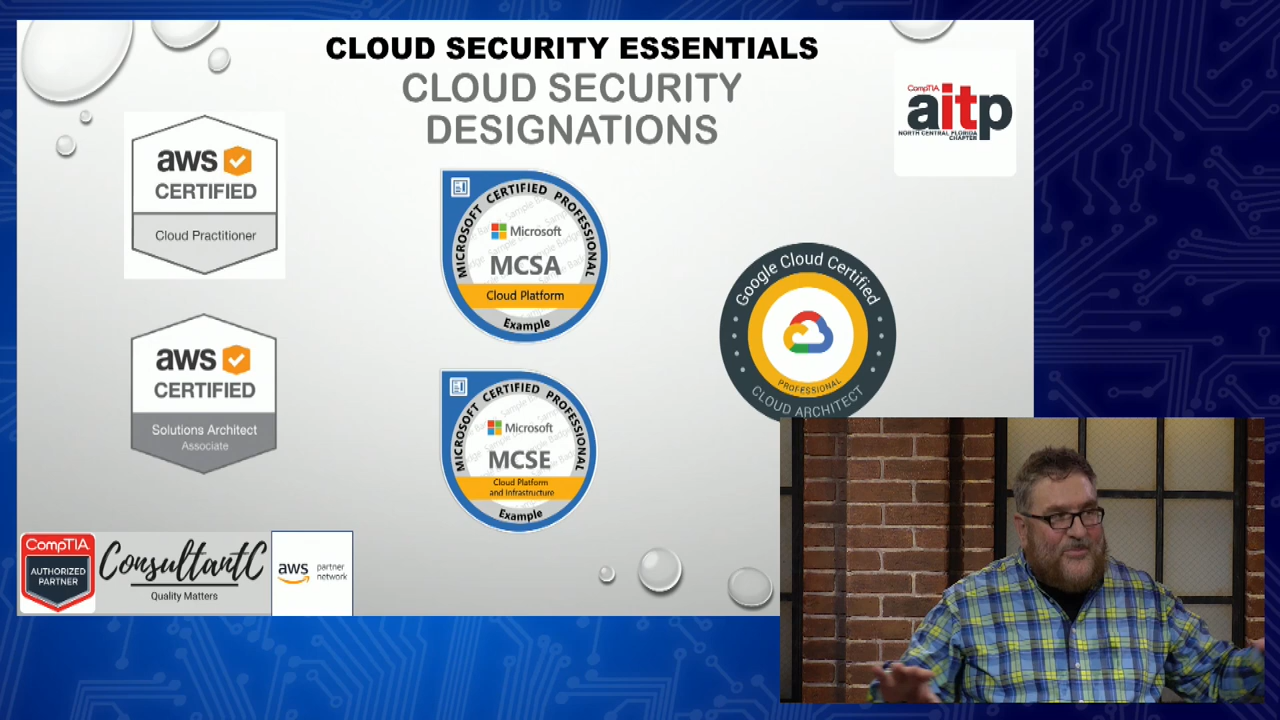 CLOUD SECURITY ESSENTIALS
CLOUD SECURITY
DESIGNATIONS
CompTIA
aitp
NORTH CENTRAL FLORIDA
CHAPTER
aws
CERTIFIED
Cloud Practitioner
MICROSOFT CERTIFIED PROFESSIONAL
Microsoft
MCSA
Cloud Platform
Example
Google Cloud Certified
PROFESSIONAL
CLOUD ARCHITECT
aws
CERTIFIED
Solutions Architect
Associate
MICROSOFT CERTIFIED PROFESSIONAL
Microsoft
MCSE
Cloud Platform
and Infrastructure
Example
CompTIA
AUTHORIZED
PARTNER
ConsultantC
Quality Matters
aws
partner
network